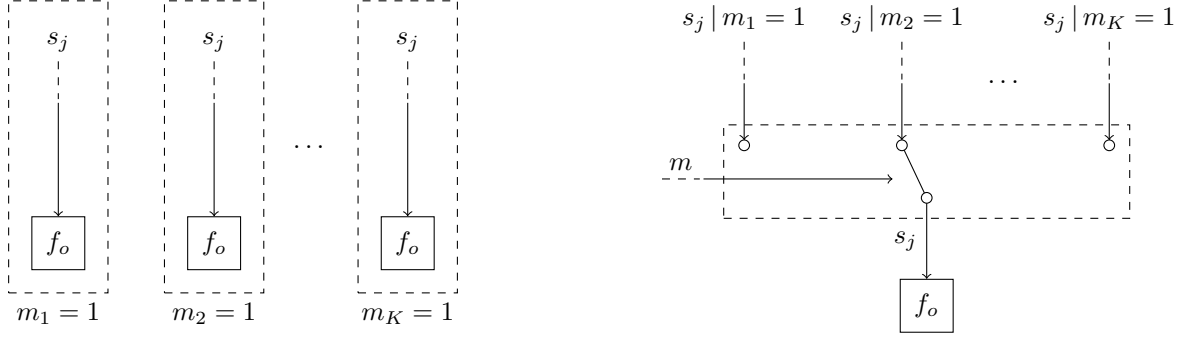 s_j s_j s_j
...
f_o f_o f_o
m_1 = 1 m_2 = 1 m_K = 1
s_j | m_1 = 1 s_j | m_2 = 1 s_j | m_K = 1
...
m
s_j
f_o